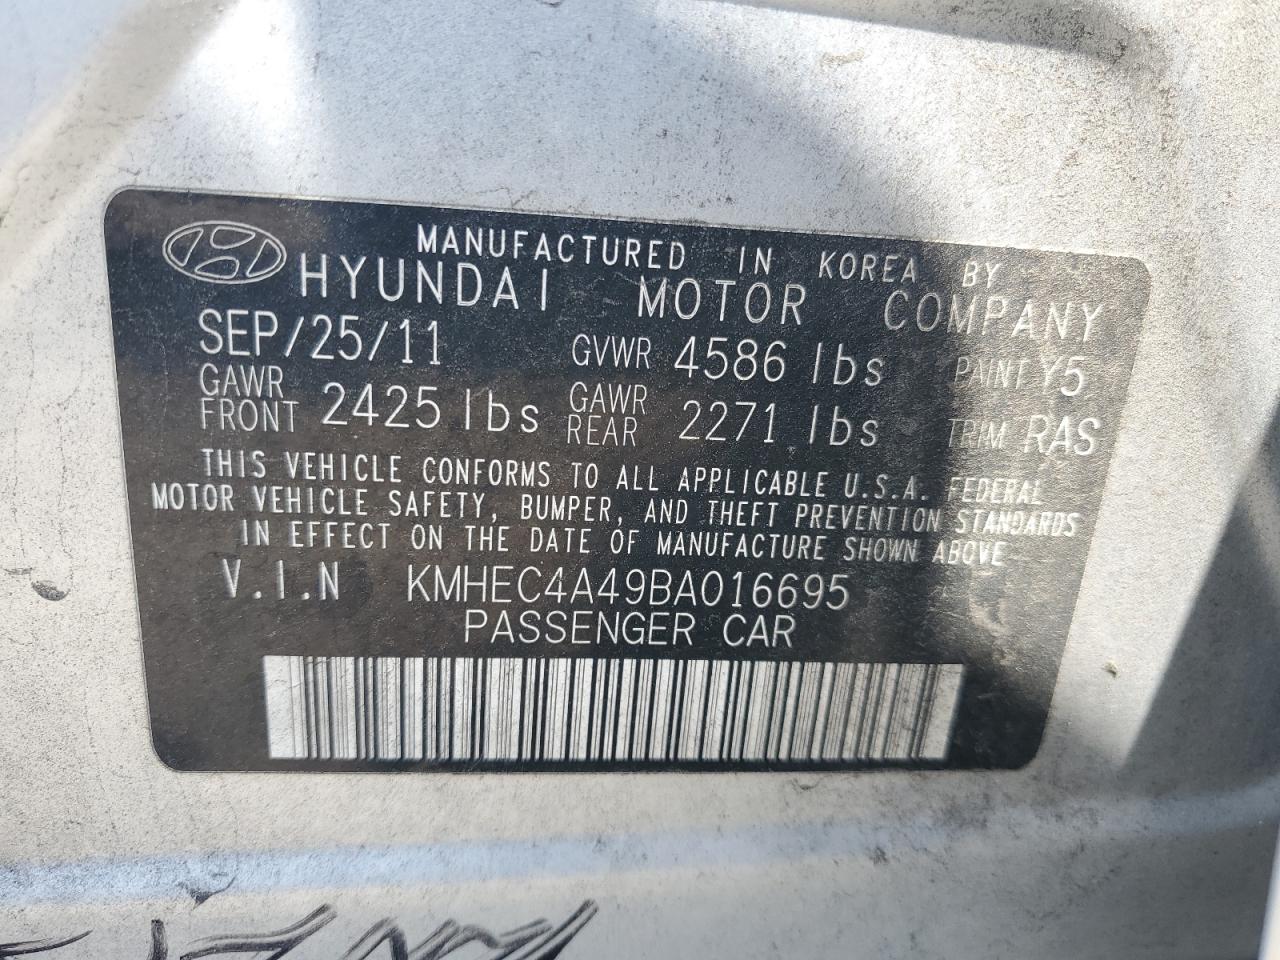 MANUFACTURED IN KOREA BY
HYUNDAI MOTOR COMPANY
SEP/25/11 GVWR 4586 lbs PAINT Y5
GAWR FRONT 2425 lbs GAWR REAR 2271 lbs TRIM RAS
THIS VEHICLE CONFORMS TO ALL APPLICABLE U.S.A. FEDERAL
MOTOR VEHICLE SAFETY, BUMPER, AND THEFT PREVENTION STANDARDS
IN EFFECT ON THE DATE OF MANUFACTURE SHOWN ABOVE
V.I.N KMHEC4A49BA016695
PASSENGER CAR